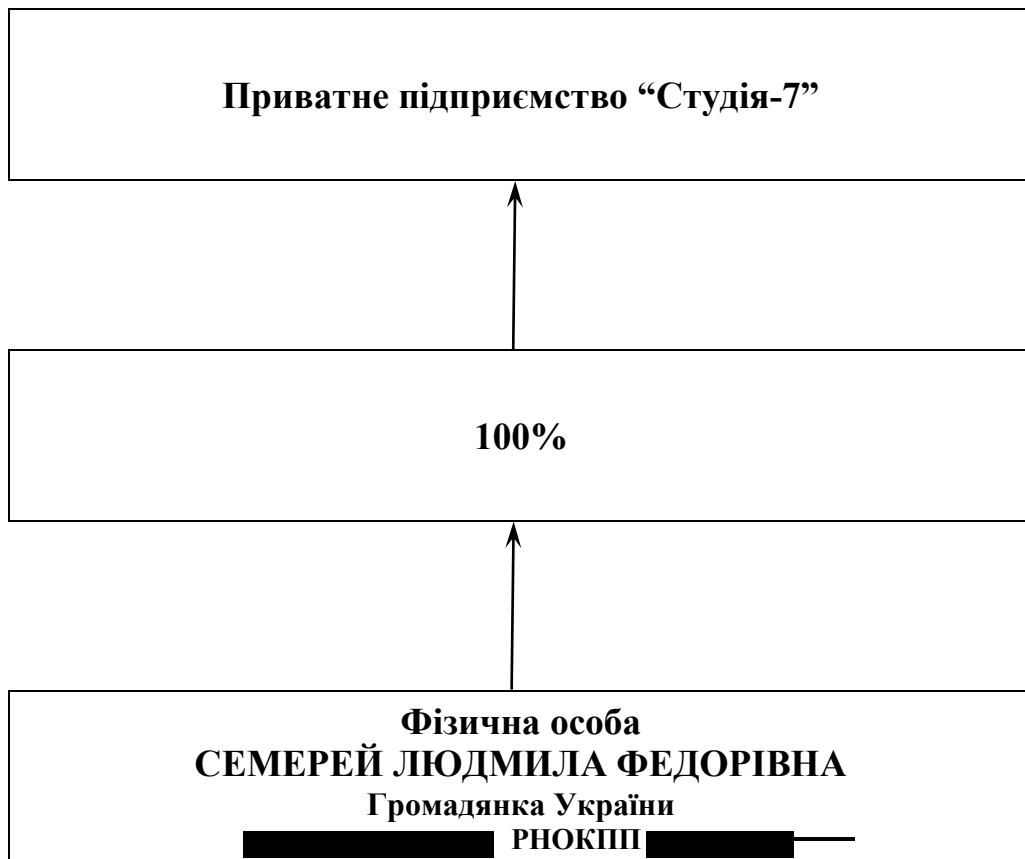 Приватне підприємство “Студія-7”
100%
Фізична особа
СЕМЕРЕЙ ЛЮДМИЛА ФЕДОРІВНА
Громадянка України
РНОКПП